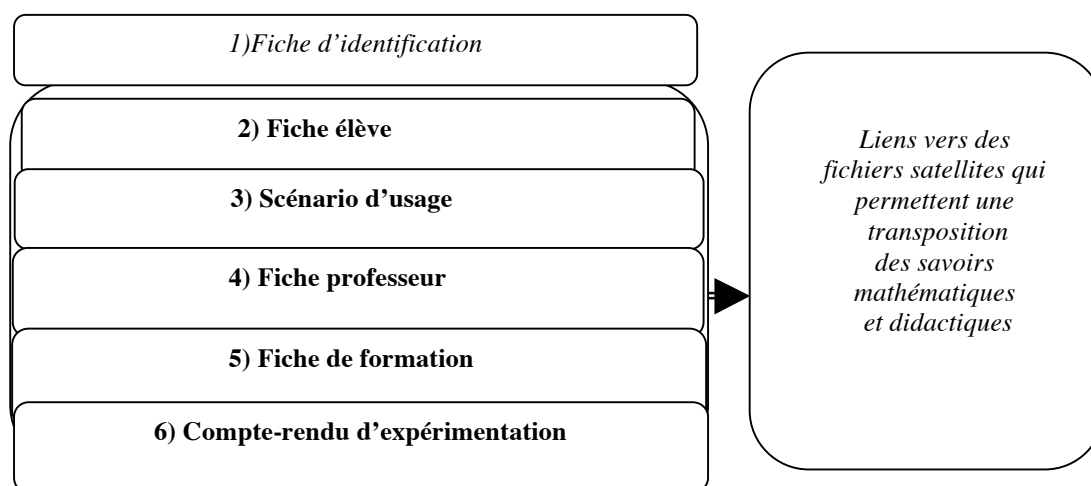 1)Fiche d’identification
2) Fiche élève
3) Scénario d’usage
4) Fiche professeur
5) Fiche de formation
6) Compte-rendu d’expérimentation
Liens vers des
fichiers satellites qui
permettent une
transposition
des savoirs
mathématiques
et didactiques